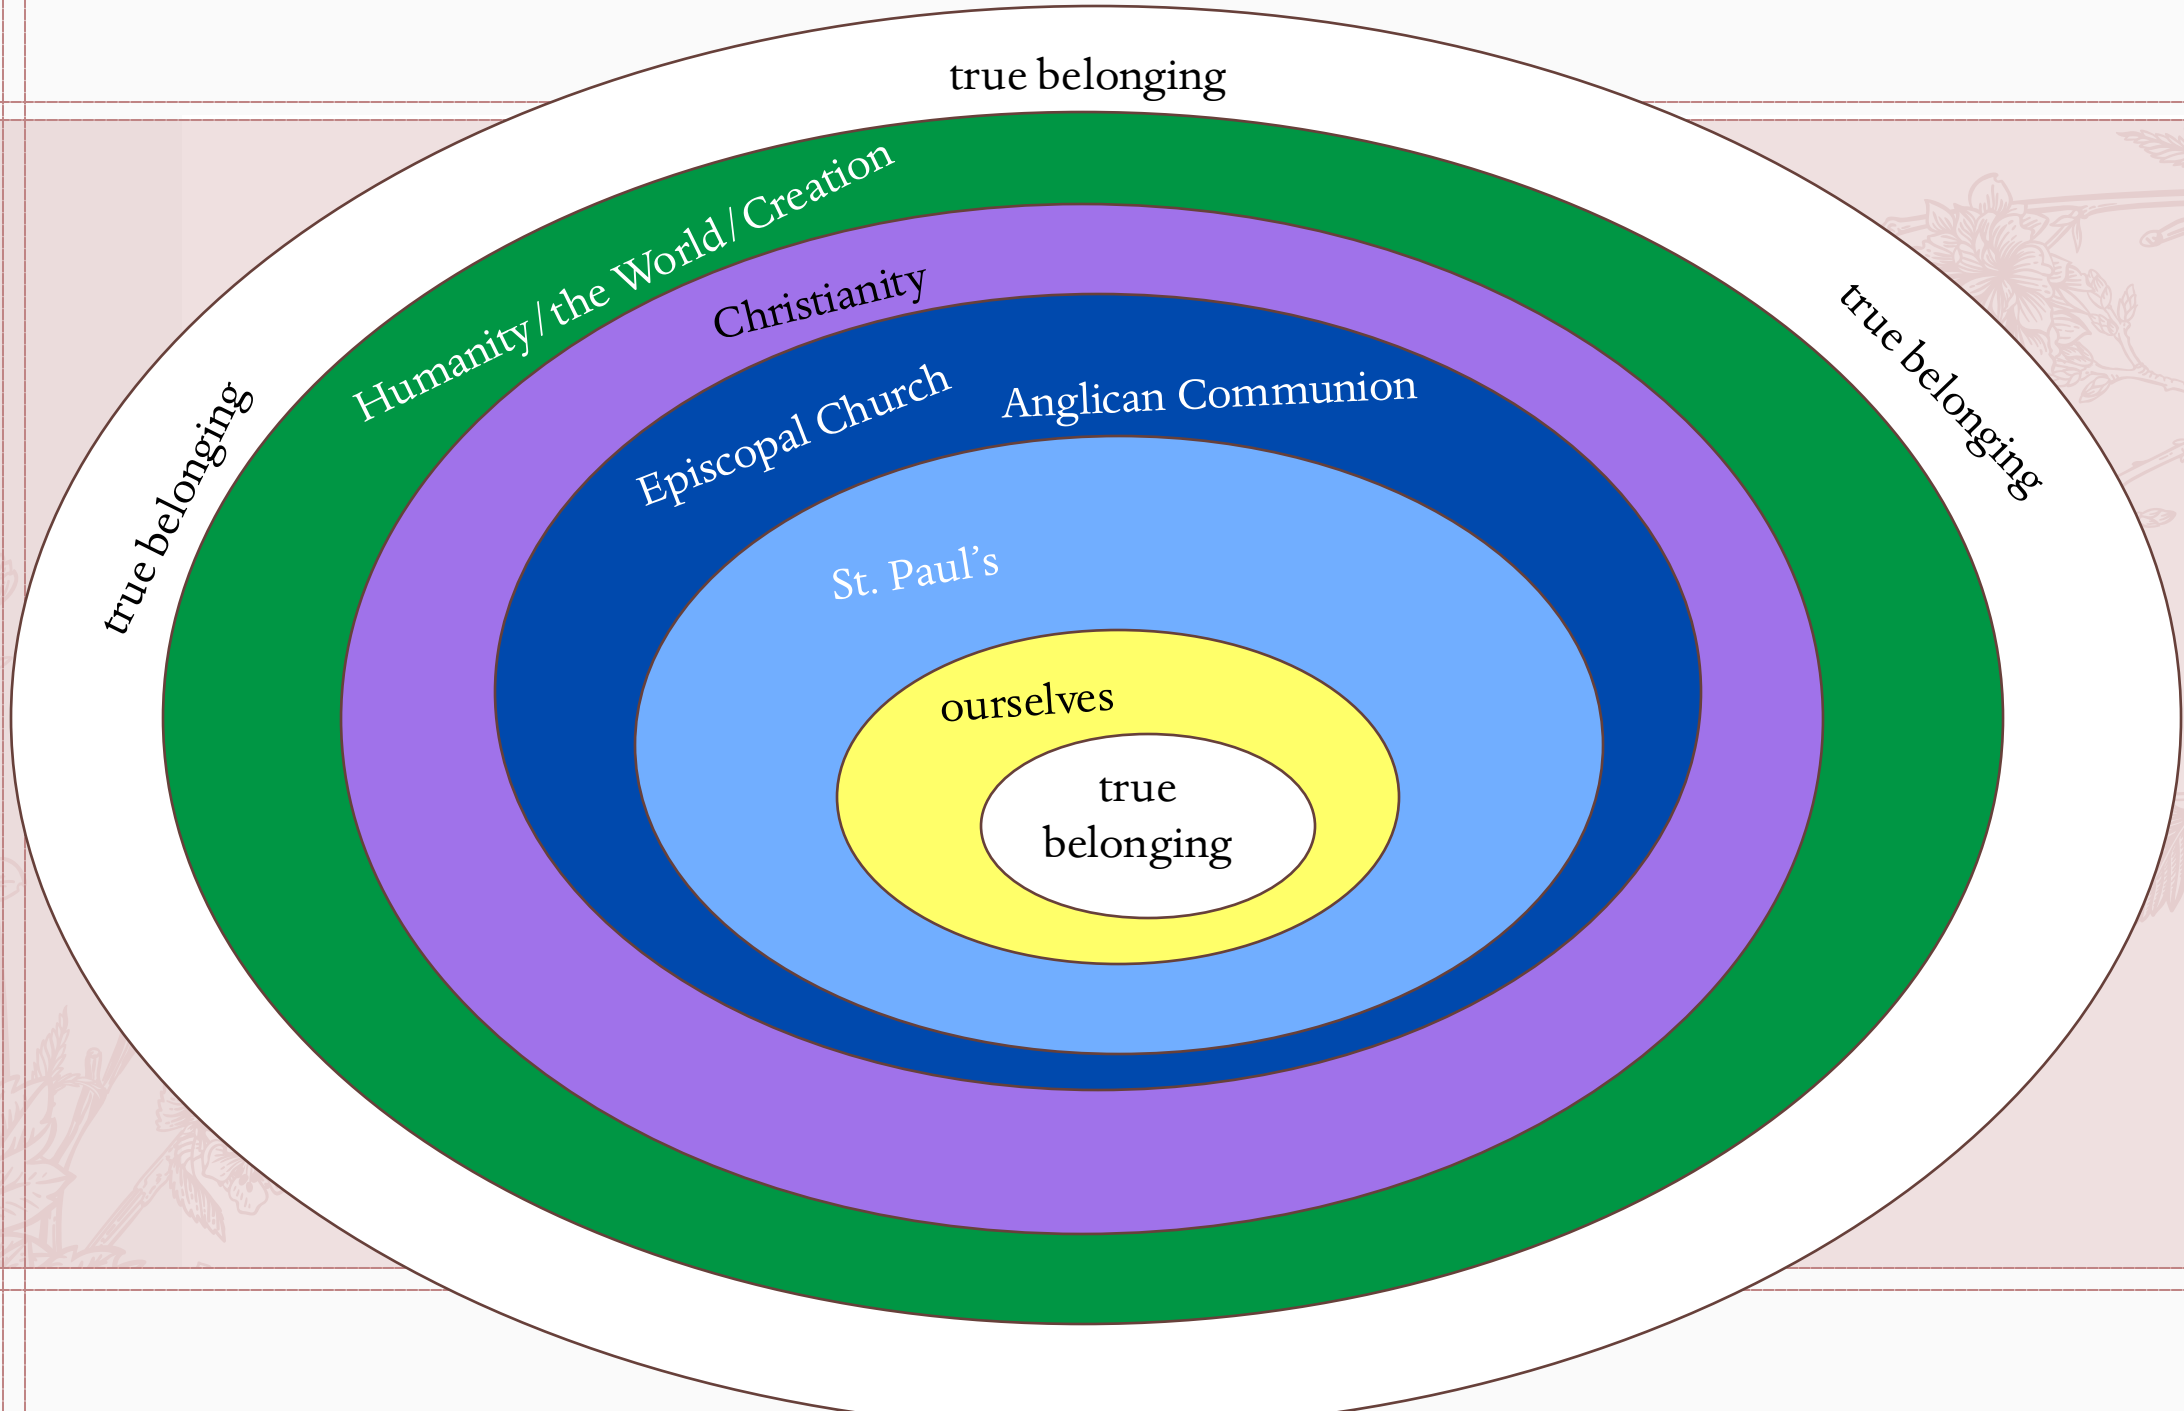 true belonging
Humanity/the World/Creation
Christianity
true belonging
true belonging
Episcopal Church
Anglican Communion
St. Paul’s
ourselves
true
belonging